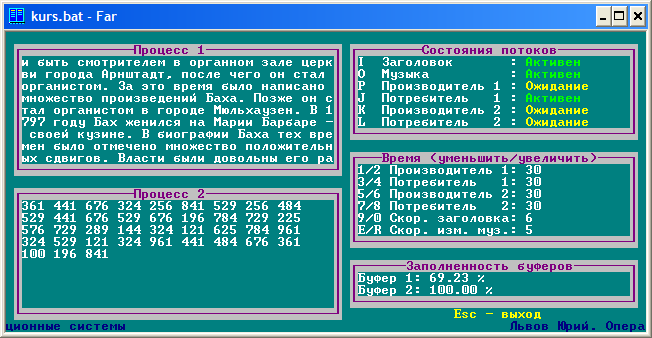 kurs.bat - Far
Процесс 1
и быть смотрителем в органном зале церк
ви города Арнштадт, после чего он стал
органистом. За это время было написано
множество произведений Баха. Позже он с
тал органистом в городе Мюльхаузен. В 1
797 году Бах женился на Марии Барбаре -
своей кузине. В биографии Баха тех вре
мен было отмечено множество положительн
ых сдвигов. Власти были довольны его ра
Процесс 2
361 441 676 324 256 841 529 256 484
529 441 676 529 676 196 784 729 225
576 729 289 144 324 121 625 784 961
324 529 121 324 961 441 484 676 361
100 196 841
Состояния потоков
I Заголовок : Активен
O Музыка : Активен
P Производитель 1 : Ожидание
J Потребитель 1 : Активен
K Производитель 2 : Ожидание
L Потребитель 2 : Ожидание
Время (уменьшить/увеличить)
1/2 Производитель 1: 30
3/4 Потребитель 1: 30
5/6 Производитель 2: 30
7/8 Потребитель 2: 30
9/0 Скор. заголовка: 6
E/R Скор. изм. муз.: 5
Заполненность буферов
Буфер 1: 69.23 %
Буфер 2: 100.00 %
Esc - выход
ционные системы
Львов Юрий. Опера